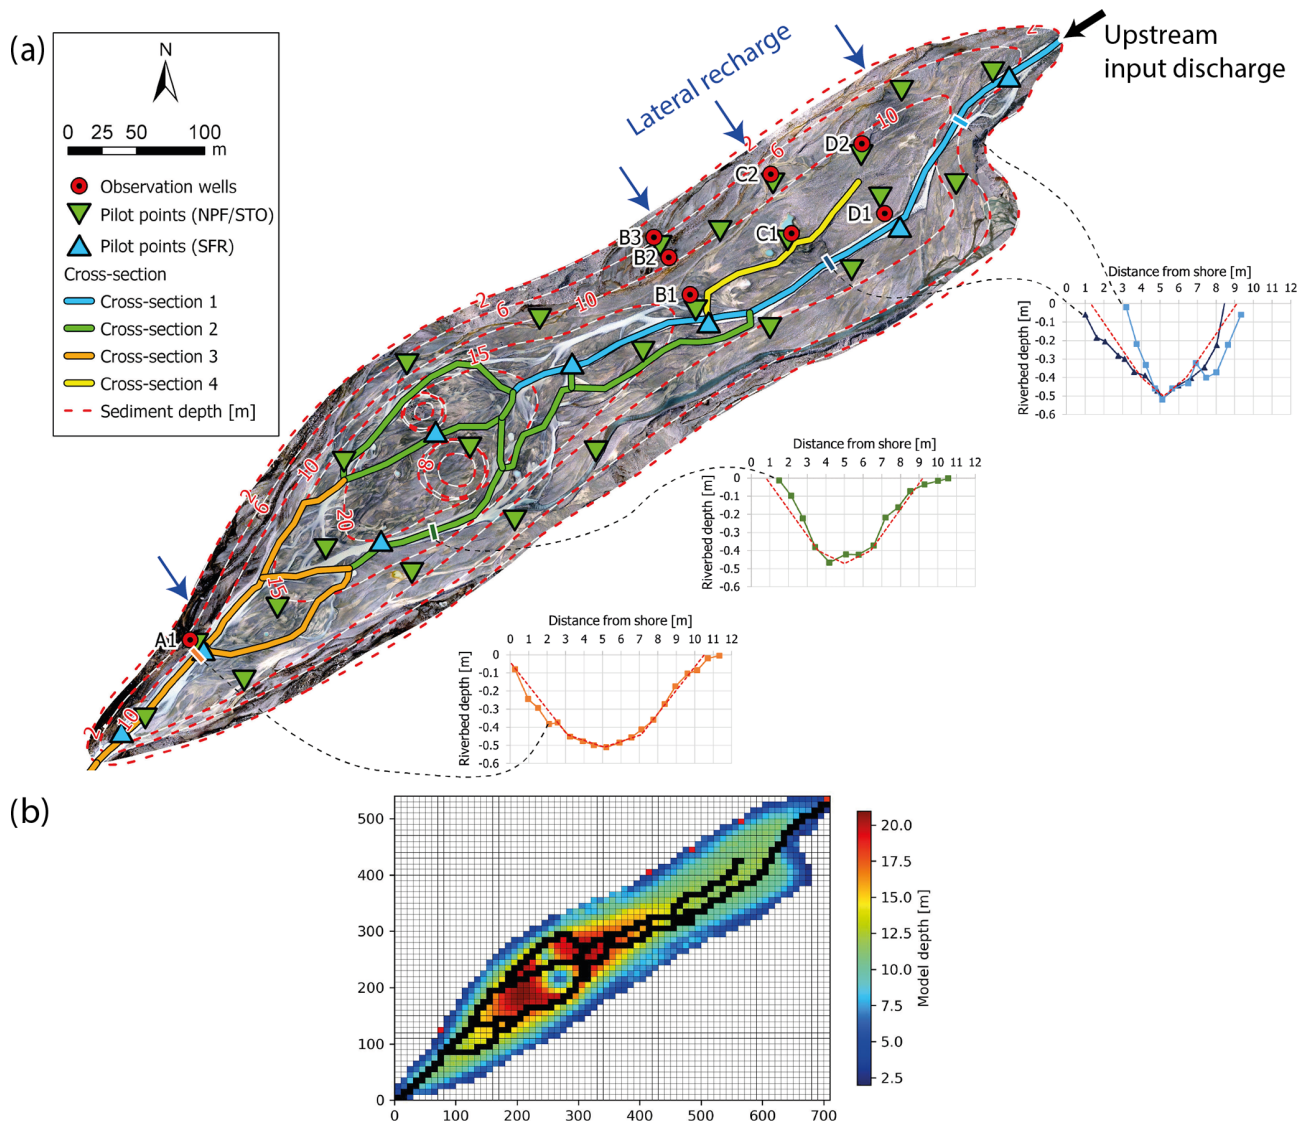 (a)
N
0 25 50 100
m
Observation wells
Pilot points (NPF/STO)
Pilot points (SFR)
Cross-section
Cross-section 1
Cross-section 2
Cross-section 3
Cross-section 4
Sediment depth [m]
Lateral recharge
Upstream
input discharge
2
2
6
10
D2
C2
D1
C1
B3
B2
B1
2
6
10
15
10
2
6
8
20
15
A1
2
10
Distance from shore [m]
0 1 2 3 4 5 6 7 8 9 10 11 12
Riverbed depth [m]
0
-0.1
-0.2
-0.3
-0.4
-0.5
-0.6
Distance from shore [m]
0 1 2 3 4 5 6 7 8 9 10 11 12
Riverbed depth [m]
0
-0.1
-0.2
-0.3
-0.4
-0.5
-0.6
Distance from shore [m]
0 1 2 3 4 5 6 7 8 9 10 11 12
Riverbed depth [m]
0
-0.1
-0.2
-0.3
-0.4
-0.5
-0.6
(b)
500
400
300
200
100
0
0 100 200 300 400 500 600 700
20.0
17.5
15.0
12.5
10.0
7.5
5.0
2.5
Model depth [m]